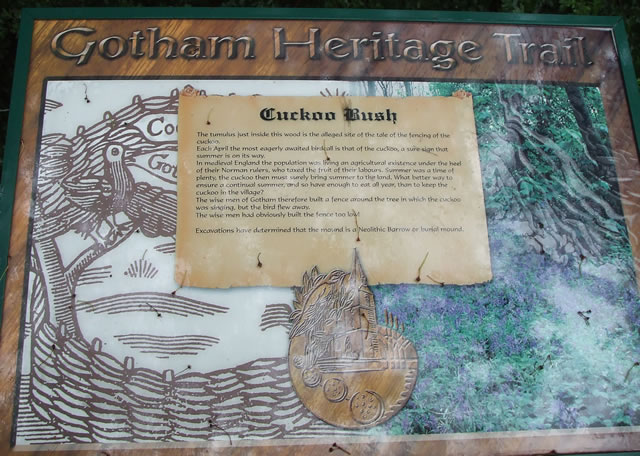 Gotham Heritage Trail
Cuckoo Bush
The tumulus just inside this wood is the alleged site of the tale of the fencing of the
cuckoo.
Each April the most eagerly awaited birdcall is that of the cuckoo, a sure sign that
summer is on its way.
In medieval England the population was living an agricultural existence under the heel
of their Norman rulers, who taxed the fruit of their labours. Summer was a time of
plenty, the cuckoo then must surely bring summer to the land. What better way to
ensure a continual summer, and so have enough to eat all year, than to keep the
cuckoo in the village?
The wise men of Gotham therefore built a fence around the tree in which the cuckoo
was singing, but the bird flew away.
The wise men had obviously built the fence too low!
Excavations have determined that the mound is a Neolithic Barrow or burial mound.
Co
Got